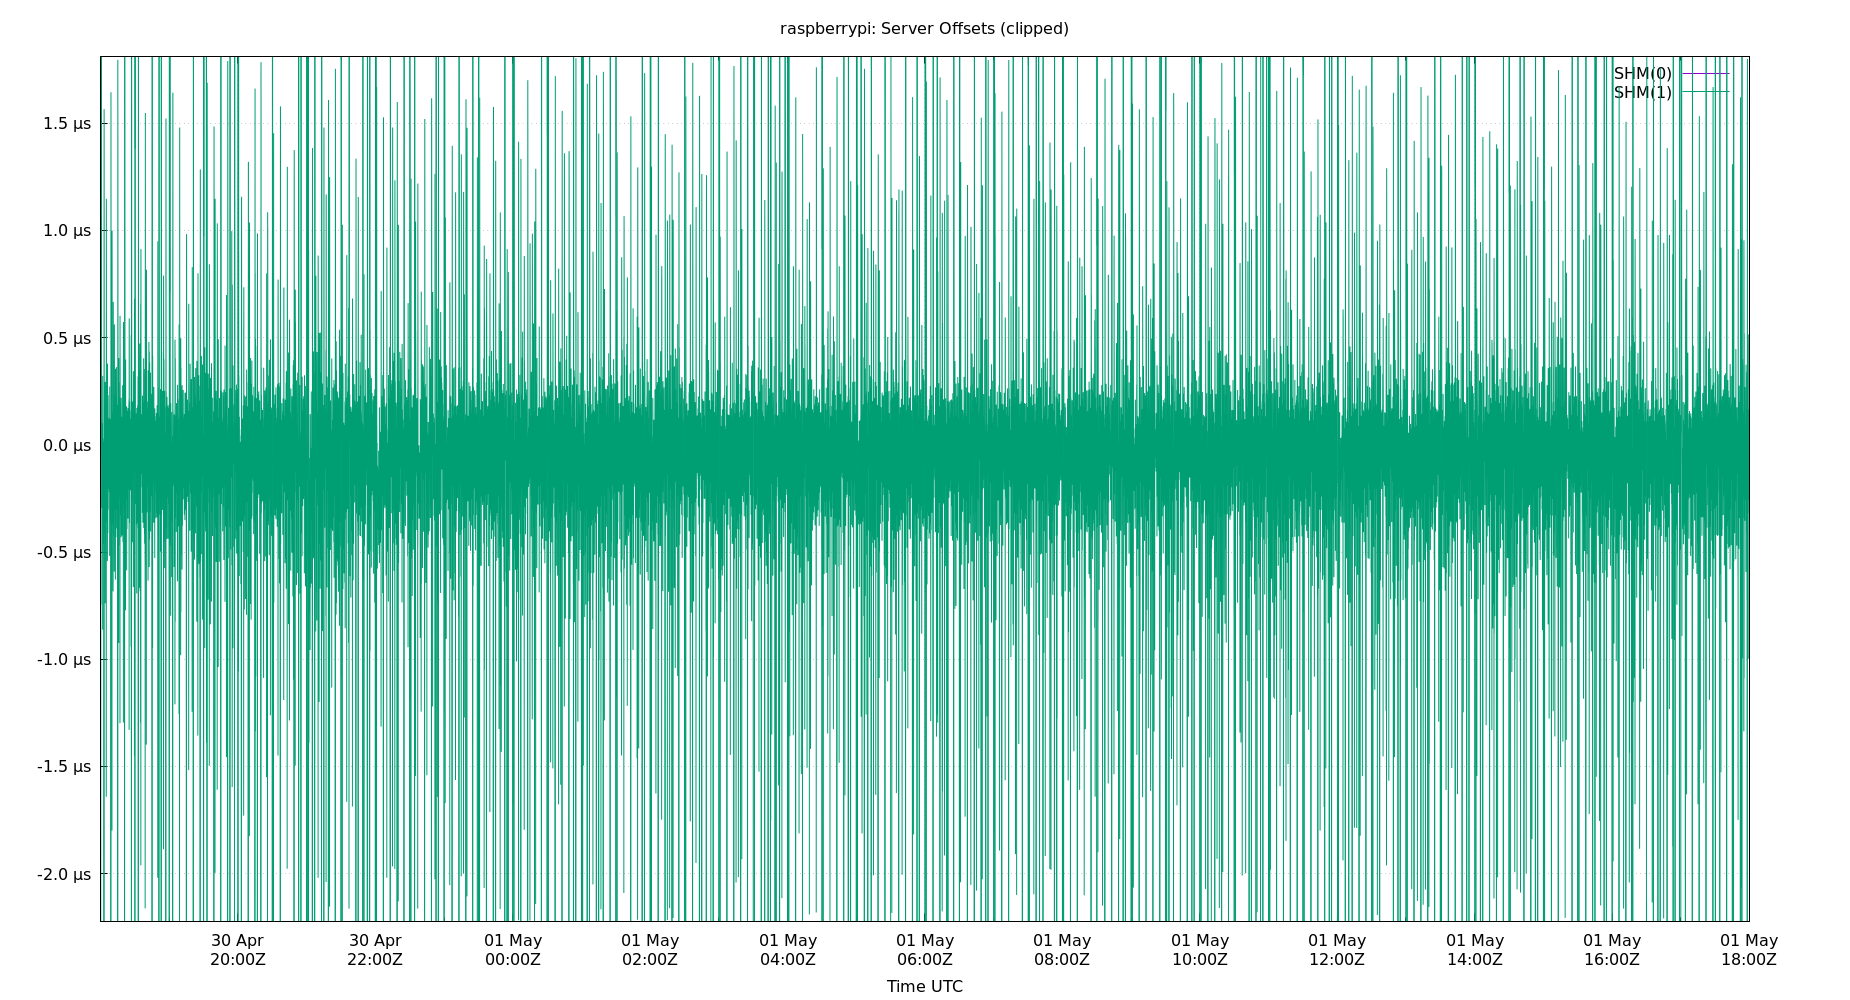 raspberrypi: Server Offsets (clipped)
SHM(0)
SHM(1)
1.5 µs
1.0 µs
0.5 µs
0.0 µs
-0.5 µs
-1.0 µs
-1.5 µs
-2.0 µs
30 Apr 30 Apr 01 May 01 May 01 May 01 May 01 May 01 May 01 May 01 May 01 May 01 May
20:00Z 22:00Z 00:00Z 02:00Z 04:00Z 06:00Z 08:00Z 10:00Z 12:00Z 14:00Z 16:00Z 18:00Z
Time UTC